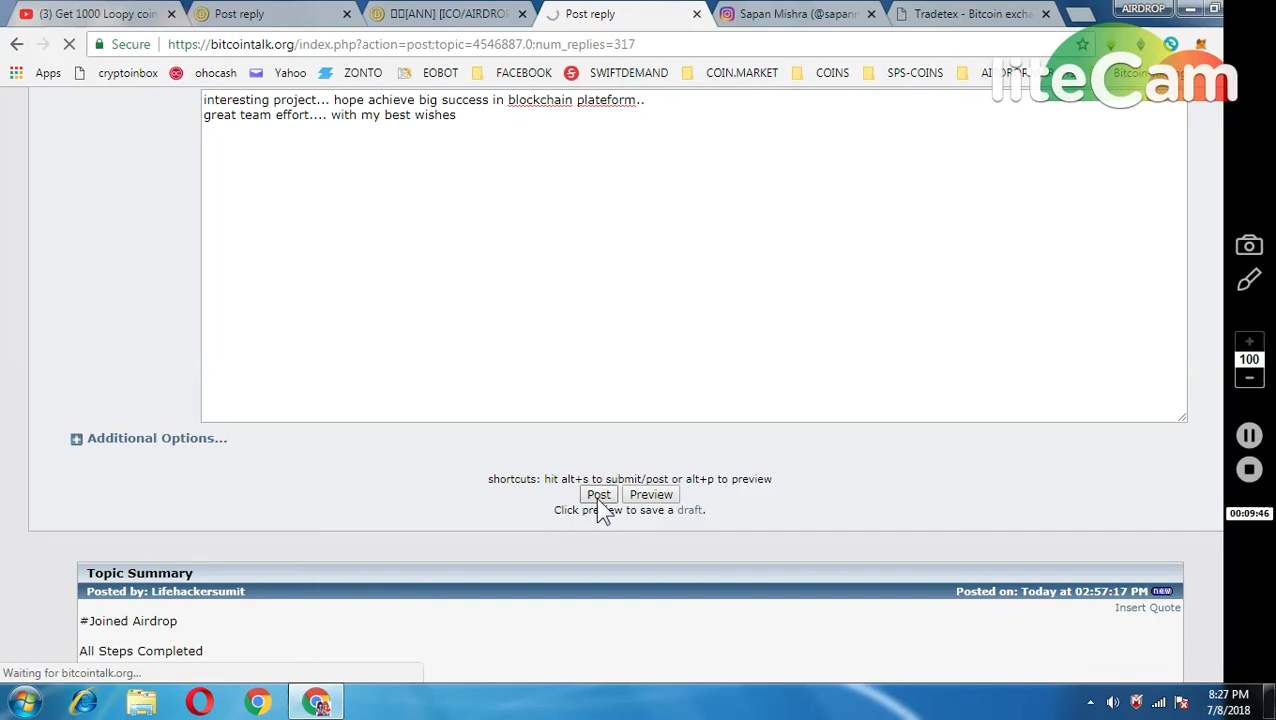 (3) Get 1000 Loopy coin
Post reply
[ANN] [ICO/AIRDROP
Post reply
Sapan Mishra (@sapan
Tradeten - Bitcoin excha
AIRDROP
Secure
https://bitcointalk.org/index.php?action=post;topic=4546887.0;num_replies=317
Apps
cryptoinbox
ohocash
Yahoo
EOBOT
FACEBOOK
SWIFTDEMAND
COIN.MARKET
COINS
liteCam
interesting project... hope achieve big success in blockchain plateform..
great team effort.... with my best wishes
100
Additional Options...
shortcuts: hit alt+s to submit/post or alt+p to preview
Post
Preview
Click preview to save a draft.
00:09:46
Topic Summary
Posted by: Lifehackersumit
Posted on: Today at 02:57:17 PM new
Insert Quote
#Joined Airdrop
All Steps Completed
Waiting for bitcointalk.org...
8:27 PM
7/8/2018